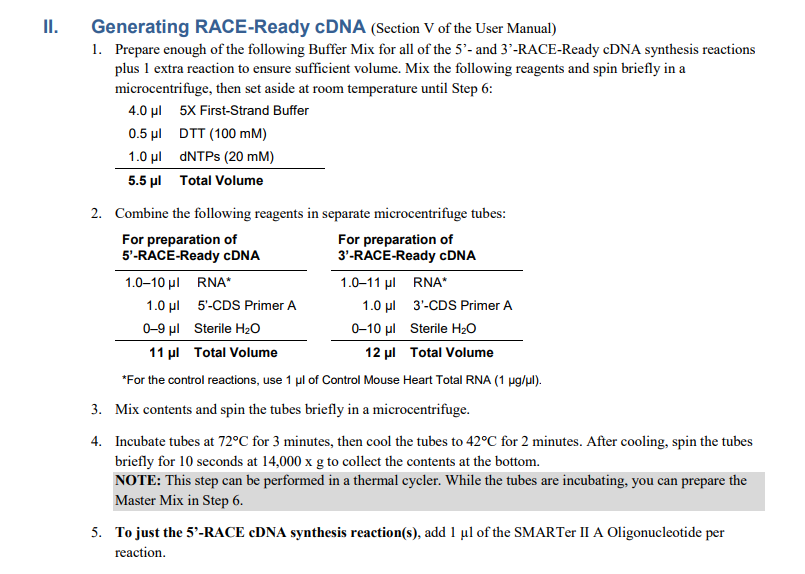 II. Generating RACE-Ready cDNA (Section V of the User Manual)
1. Prepare enough of the following Buffer Mix for all of the 5’- and 3’-RACE-Ready cDNA synthesis reactions
plus 1 extra reaction to ensure sufficient volume. Mix the following reagents and spin briefly in a
microcentrifuge, then set aside at room temperature until Step 6:
4.0 µl 5X First-Strand Buffer
0.5 µl DTT (100 mM)
1.0 µl dNTPs (20 mM)
5.5 µl Total Volume
2. Combine the following reagents in separate microcentrifuge tubes:
For preparation of
5’-RACE-Ready cDNA
1.0–10 µl RNA*
1.0 µl 5’-CDS Primer A
0–9 µl Sterile H₂O
11 µl Total Volume
For preparation of
3’-RACE-Ready cDNA
1.0–11 µl RNA*
1.0 µl 3’-CDS Primer A
0–10 µl Sterile H₂O
12 µl Total Volume
*For the control reactions, use 1 µl of Control Mouse Heart Total RNA (1 µg/µl).
3. Mix contents and spin the tubes briefly in a microcentrifuge.
4. Incubate tubes at 72°C for 3 minutes, then cool the tubes to 42°C for 2 minutes. After cooling, spin the tubes
briefly for 10 seconds at 14,000 x g to collect the contents at the bottom.
NOTE: This step can be performed in a thermal cycler. While the tubes are incubating, you can prepare the
Master Mix in Step 6.
5. To just the 5’-RACE cDNA synthesis reaction(s), add 1 µl of the SMARTer II A Oligonucleotide per
reaction.